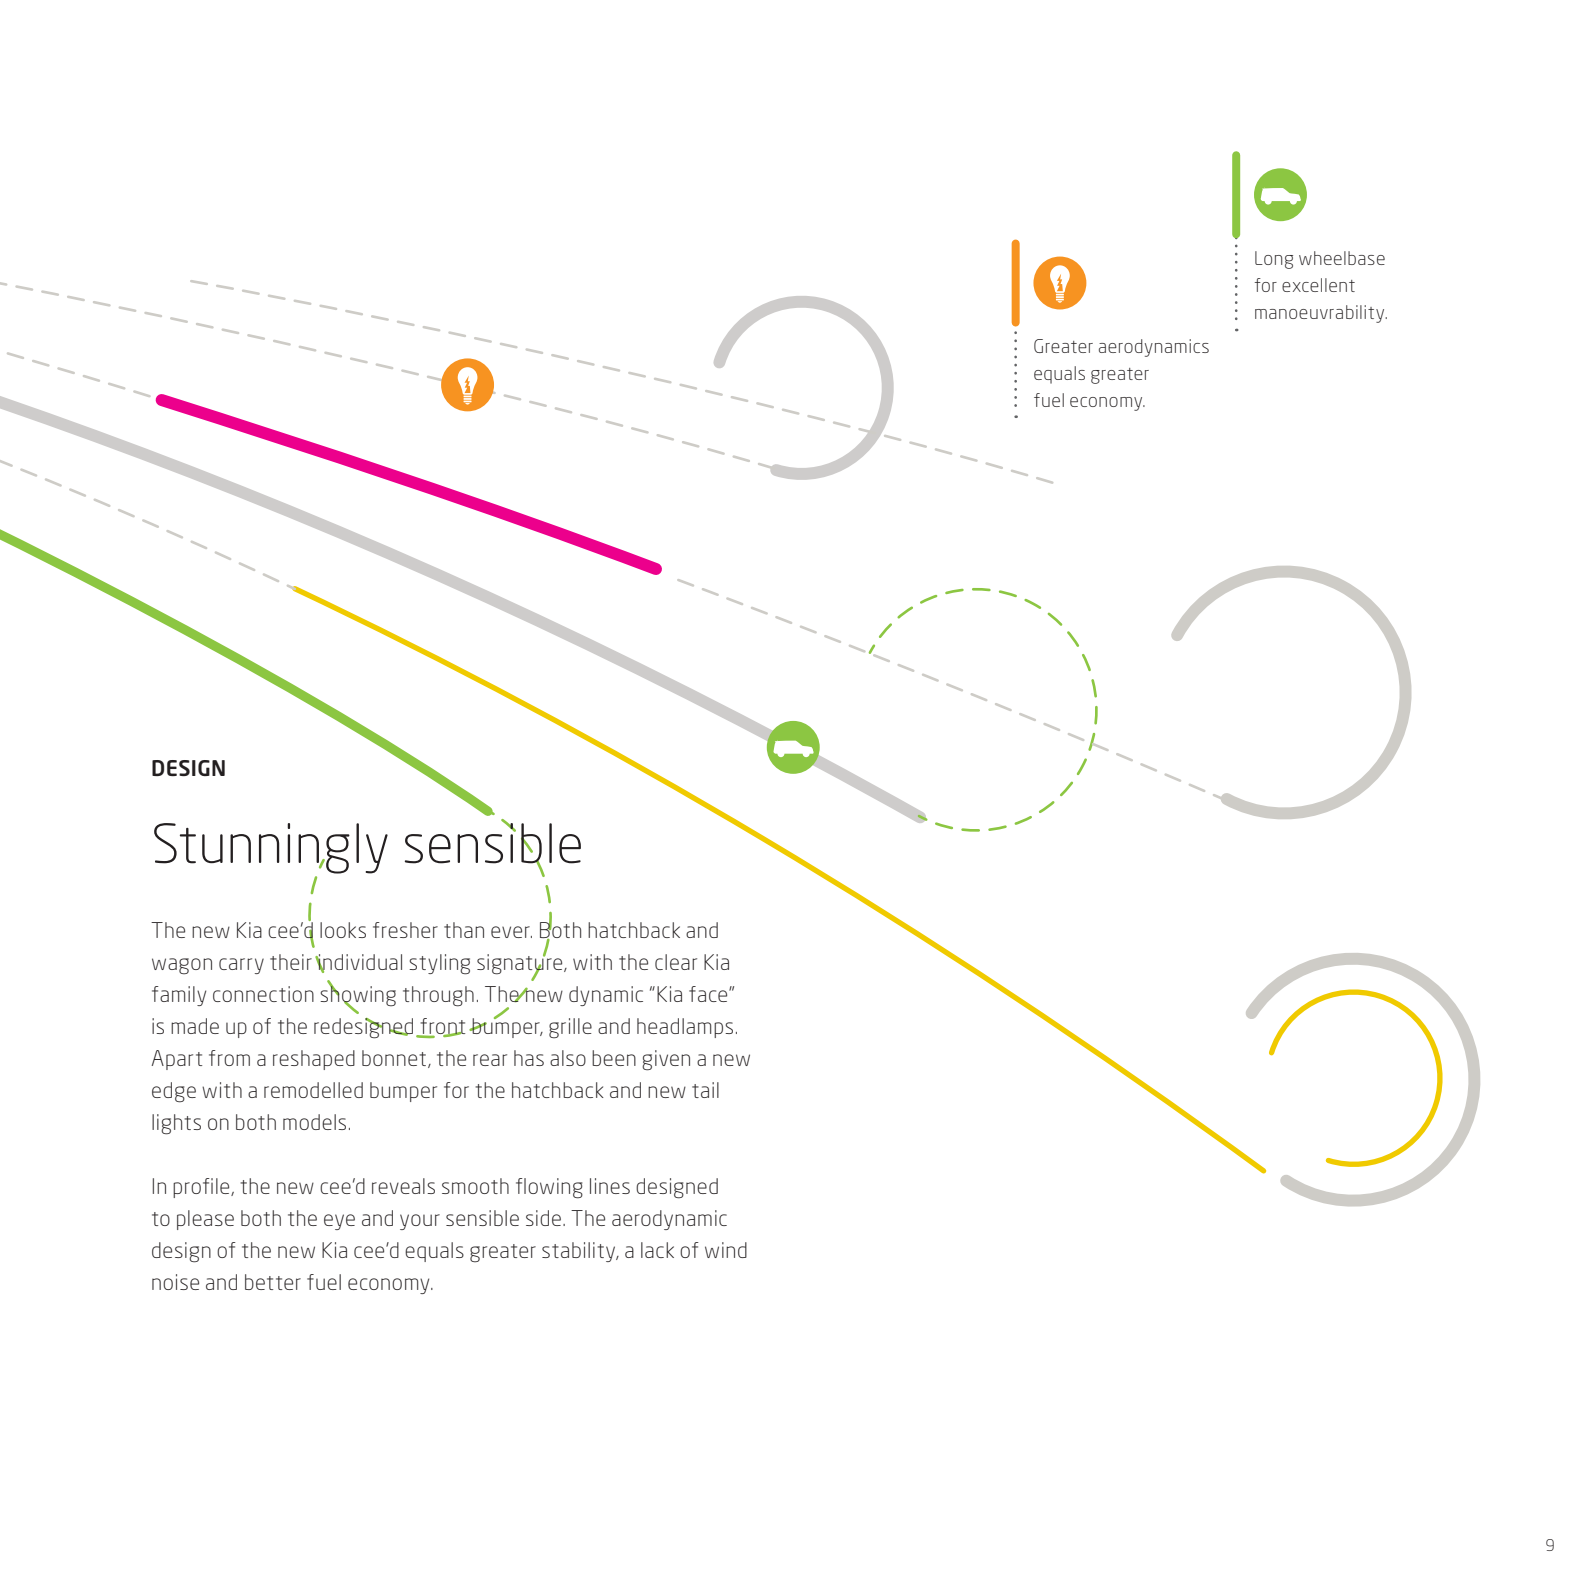 Long wheelbase
for excellent
manoeuvrability.
Greater aerodynamics
equals greater
fuel economy.
DESIGN
Stunningly sensible
The new Kia cee’d looks fresher than ever. Both hatchback and
wagon carry their individual styling signature, with the clear Kia
family connection showing through. The new dynamic “Kia face”
is made up of the redesigned front bumper, grille and headlamps.
Apart from a reshaped bonnet, the rear has also been given a new
edge with a remodelled bumper for the hatchback and new tail
lights on both models.
In profile, the new cee’d reveals smooth flowing lines designed
to please both the eye and your sensible side. The aerodynamic
design of the new Kia cee’d equals greater stability, a lack of wind
noise and better fuel economy.
9